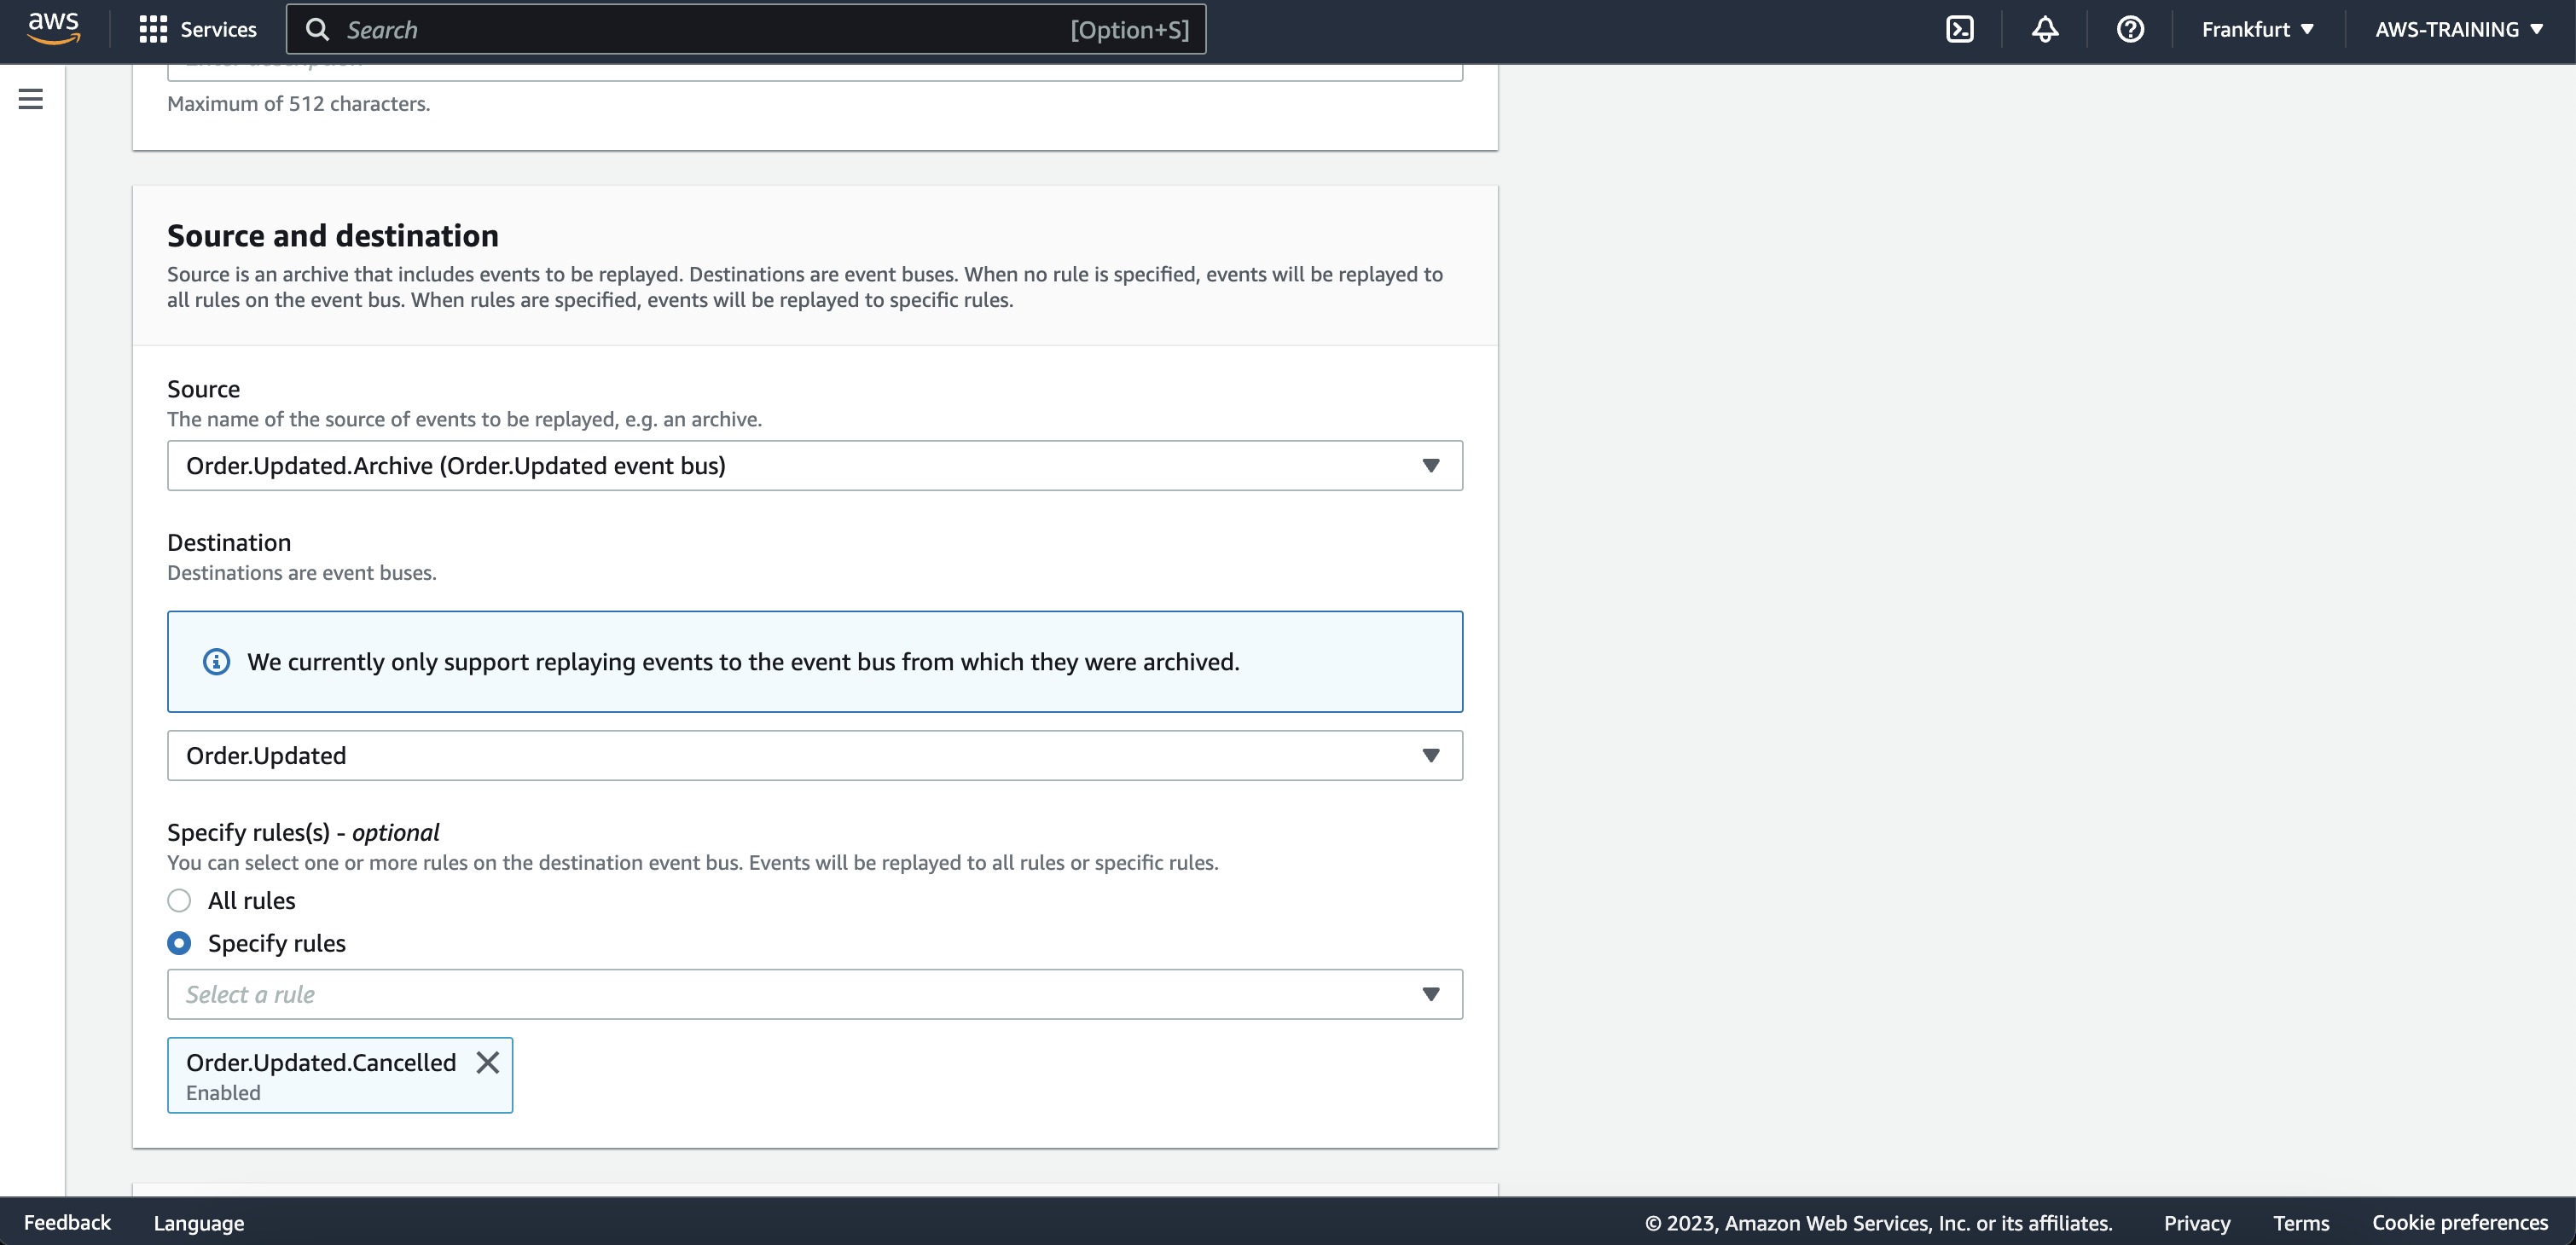 aws
Services
Search
[Option+S]
Frankfurt
AWS-TRAINING
Enter description
Maximum of 512 characters.
Source and destination
Source is an archive that includes events to be replayed. Destinations are event buses. When no rule is specified, events will be replayed to
all rules on the event bus. When rules are specified, events will be replayed to specific rules.
Source
The name of the source of events to be replayed, e.g. an archive.
Order.Updated.Archive (Order.Updated event bus)
Destination
Destinations are event buses.
We currently only support replaying events to the event bus from which they were archived.
Order.Updated
Specify rules(s) - optional
You can select one or more rules on the destination event bus. Events will be replayed to all rules or specific rules.
All rules
Specify rules
Select a rule
Order.Updated.Cancelled
Enabled
Feedback
Language
© 2023, Amazon Web Services, Inc. or its affiliates.
Privacy
Terms
Cookie preferences